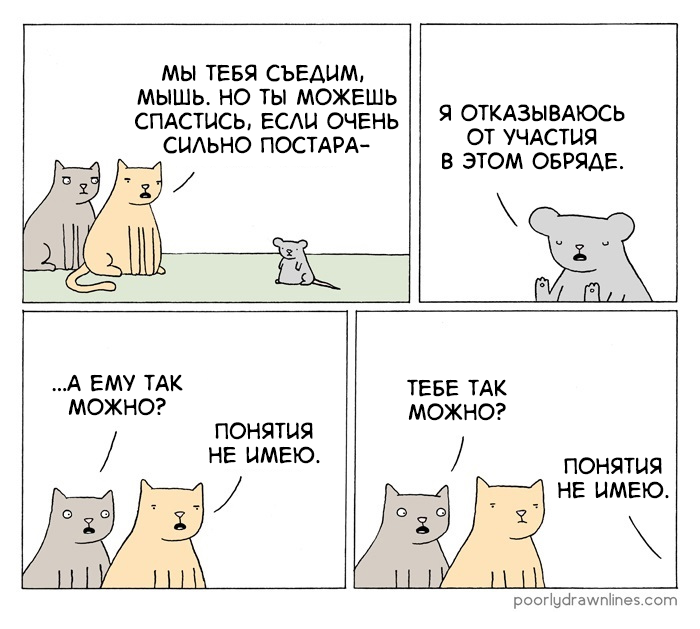 МЫ ТЕБЯ СЪЕДИМ,
МЫШЬ. НО ТЫ МОЖЕШЬ
СПАСТИСЬ, ЕСЛИ ОЧЕНЬ
СИЛЬНО ПОСТАРА-
Я ОТКАЗЫВАЮСЬ
ОТ УЧАСТИЯ
В ЭТОМ ОБРЯДЕ.
...А ЕМУ ТАК
МОЖНО?
ПОНЯТИЯ
НЕ ИМЕЮ.
ТЕБЕ ТАК
МОЖНО?
ПОНЯТИЯ
НЕ ИМЕЮ.
poorlydrawnlines.com